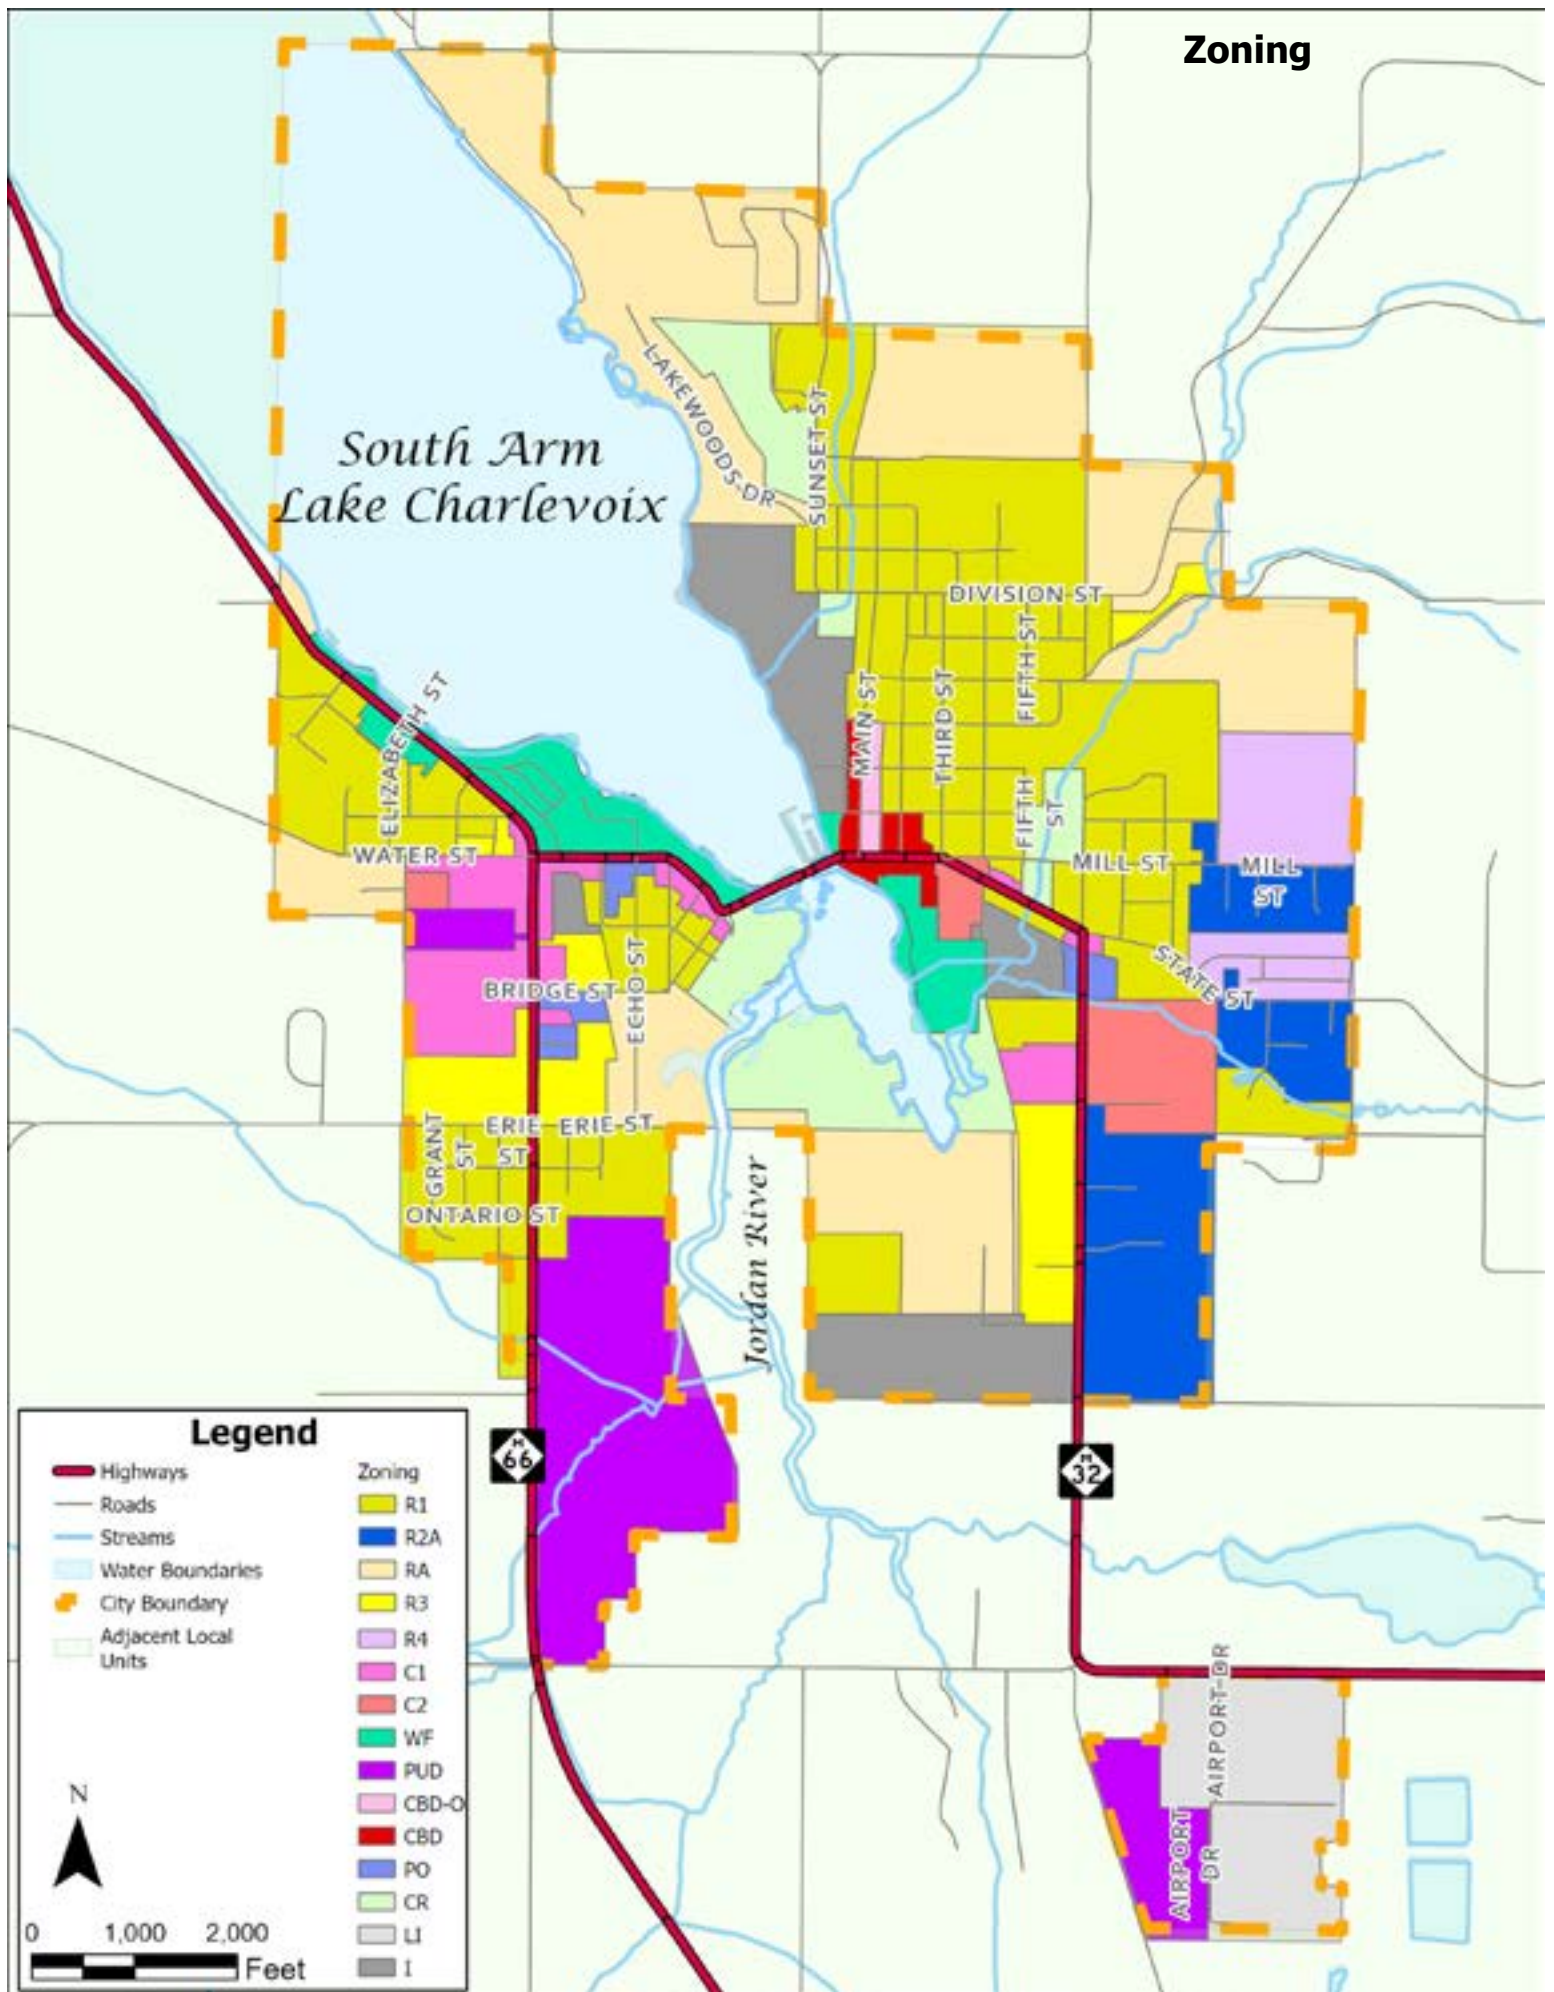 Zoning
South Arm
Lake Charlevoix
LAKEWOODS-DR
SUNSET ST
DIVISION ST
FIFTH ST
MAIN ST
THIRD ST
ELIZABETH ST
FIFTH
ST
WATER ST
MILL ST
MILL
ST
STATE ST
ECHO ST
BRIDGE ST
GRANT
ST
ERIE
ST
ERIE ST
ONTARIO ST
Jordan River
M
66
M
32
AIRPORT-DR
AIRPORT
DR
Legend
Highways
Roads
Streams
Water Boundaries
City Boundary
Adjacent Local
Units
Zoning
R1
R2A
RA
R3
R4
C1
C2
WF
PUD
CBD-O
CBD
PO
CR
LI
I
N
0 1,000 2,000
Feet